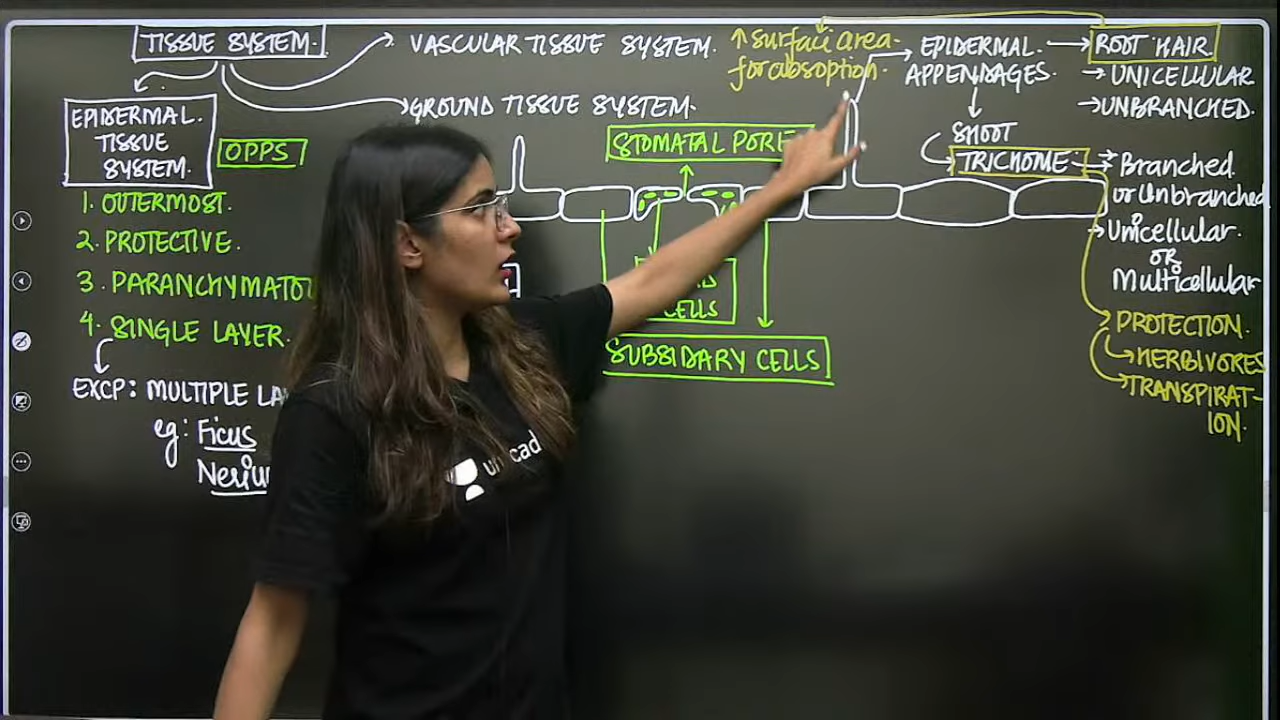 TISSUE SYSTEM.
VASCULAR TISSUE SYSTEM.
GROUND TISSUE SYSTEM.
EPIDERMAL.
TISSUE
SYSTEM.
OPPS
1. OUTERMOST.
2. PROTECTIVE.
3. PARANCHYMATO
4. SINGLE LAYER.
EXCP: MULTIPLE LA
eg: Ficus
Neriu
STOMATAL PORE
CELLS
SUBSIDARY CELLS
↑ surface area
for absoption.
EPIDERMAL
APPENDAGES.
ROOT HAIR.
→ UNICELLULAR
→UNBRANCHED.
SHOOT
TRICHOME
Branched
or Unbranched
→ Unicellular.
OR
Multicellular
PROTECTION.
HERBIVORES
TRANSPIRAT-
ION.